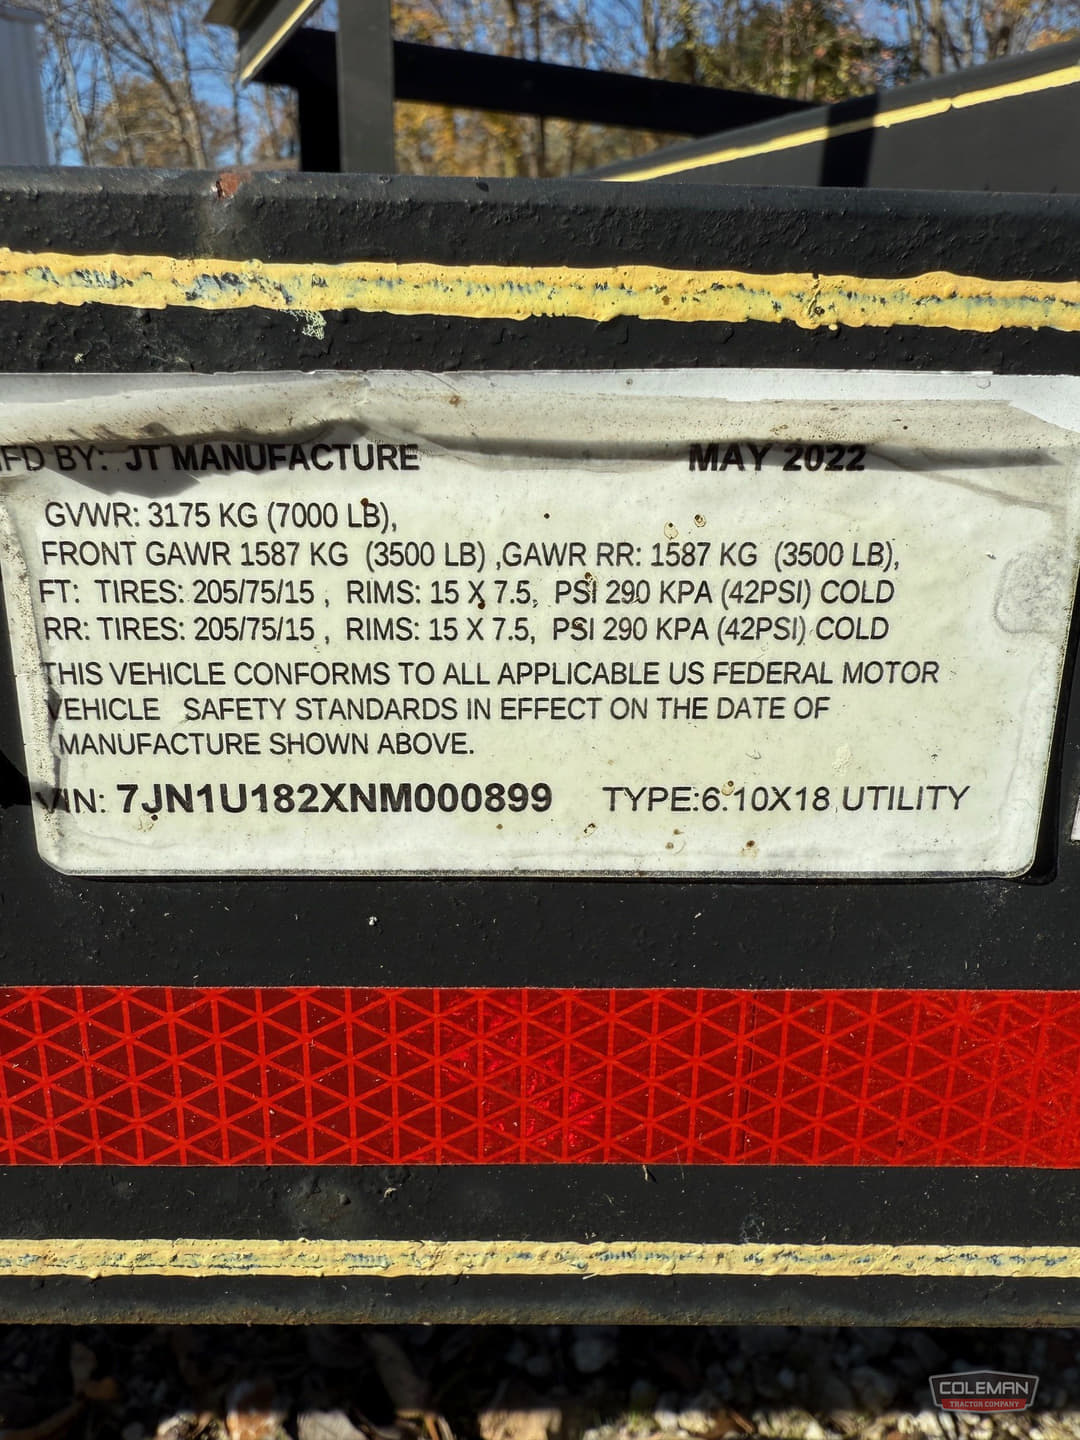 FD BY: JT MANUFACTURE MAY 2022
GVWR: 3175 KG (7000 LB),
FRONT GAWR 1587 KG (3500 LB) ,GAWR RR: 1587 KG (3500 LB),
FT: TIRES: 205/75/15 , RIMS: 15 X 7.5, PSI 290 KPA (42PSI) COLD
RR: TIRES: 205/75/15 , RIMS: 15 X 7.5, PSI 290 KPA (42PSI) COLD
THIS VEHICLE CONFORMS TO ALL APPLICABLE US FEDERAL MOTOR
VEHICLE SAFETY STANDARDS IN EFFECT ON THE DATE OF
MANUFACTURE SHOWN ABOVE.
VIN: 7JN1U182XNM000899 TYPE:6.10X18 UTILITY
COLEMAN
TRACTOR COMPANY